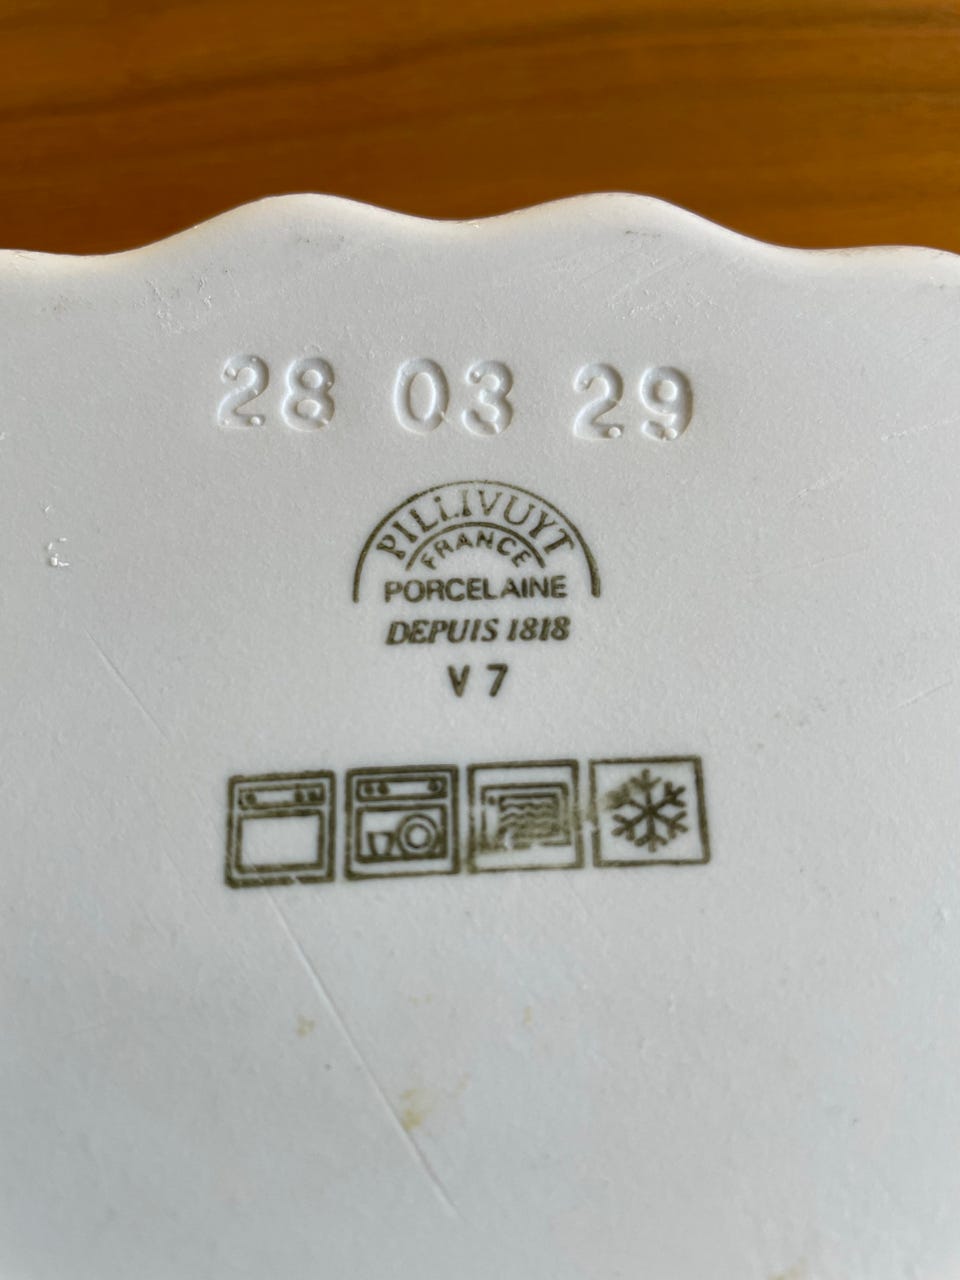 28 03 29
PILLIVUYT
FRANCE
PORCELAINE
DEPUIS 1818
V 7